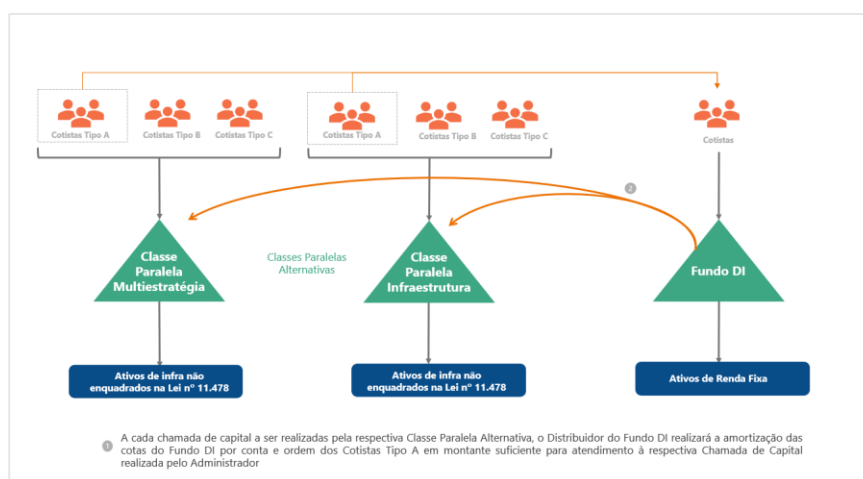 Cotistas Tipo A
Cotistas Tipo B
Cotistas Tipo C
Cotistas Tipo A
Cotistas Tipo B
Cotistas Tipo C
Cotistas
2
Classe
Paralela
Multiestratégia
Classes Paralelas
Alternativas
Classe
Paralela
Infraestrutura
Fundo DI
Ativos de infra não
enquadrados na Lei nº 11.478
Ativos de infra não
enquadrados na Lei nº 11.478
Ativos de Renda Fixa
1 A cada chamada de capital a ser realizadas pela respectiva Classe Paralela Alternativa, o Distribuidor do Fundo DI realizará a amortização das
cotas do Fundo DI por conta e ordem dos Cotistas Tipo A em montante suficiente para atendimento à respectiva Chamada de Capital
realizada pelo Administrador